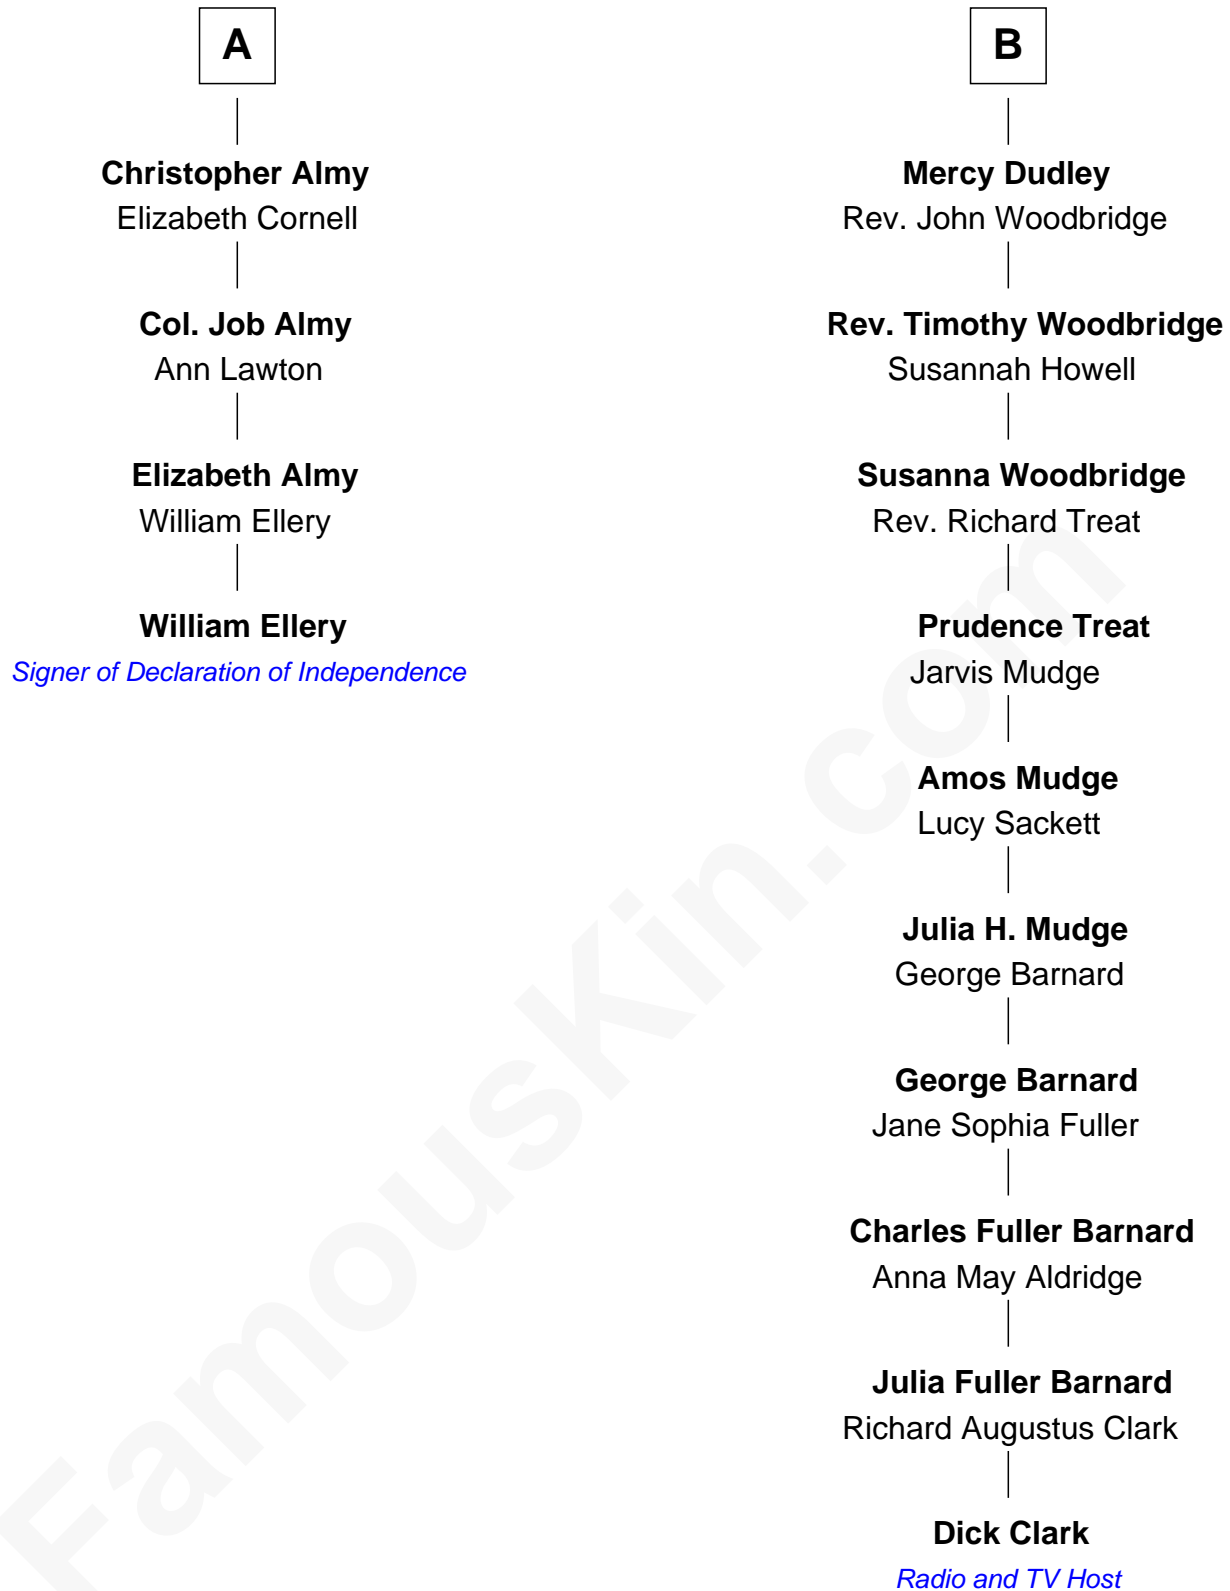 A
Christopher Almy
Elizabeth Cornell
Col. Job Almy
Ann Lawton
Elizabeth Almy
William Ellery
William Ellery
Signer of Declaration of Independence
B
Mercy Dudley
Rev. John Woodbridge
Rev. Timothy Woodbridge
Susannah Howell
Susanna Woodbridge
Rev. Richard Treat
Prudence Treat
Jarvis Mudge
Amos Mudge
Lucy Sackett
Julia H. Mudge
George Barnard
George Barnard
Jane Sophia Fuller
Charles Fuller Barnard
Anna May Aldridge
Julia Fuller Barnard
Richard Augustus Clark
Dick Clark
Radio and TV Host
FamousKin.com